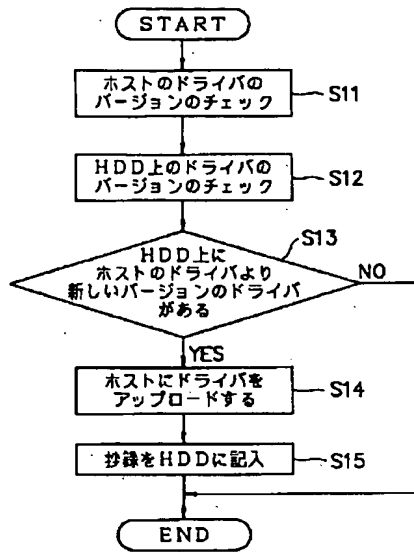 START
ホストのドライバの
バージョンのチェック
S11
HDD上のドライバの
バージョンのチェック
S12
S13
HDD上に
ホストのドライバより
新しいバージョンのドライバ
がある
NO
YES
ホストにドライバを
アップロードする
S14
抄録をHDDに記入
S15
END